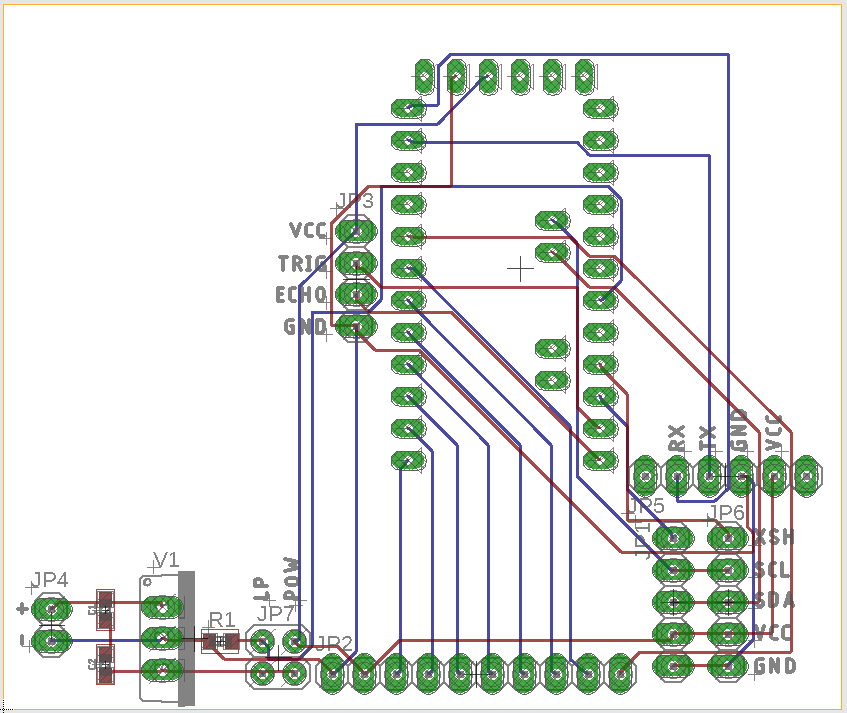 JP3
VCC
TRIG
ECHO
GND
RX
TX
GND
VCC
JP5
JP6
JP1
XSH
SCL
SDA
VCC
GND
JP4
+
-
V1
R1
LP
POW
JP7
JP2